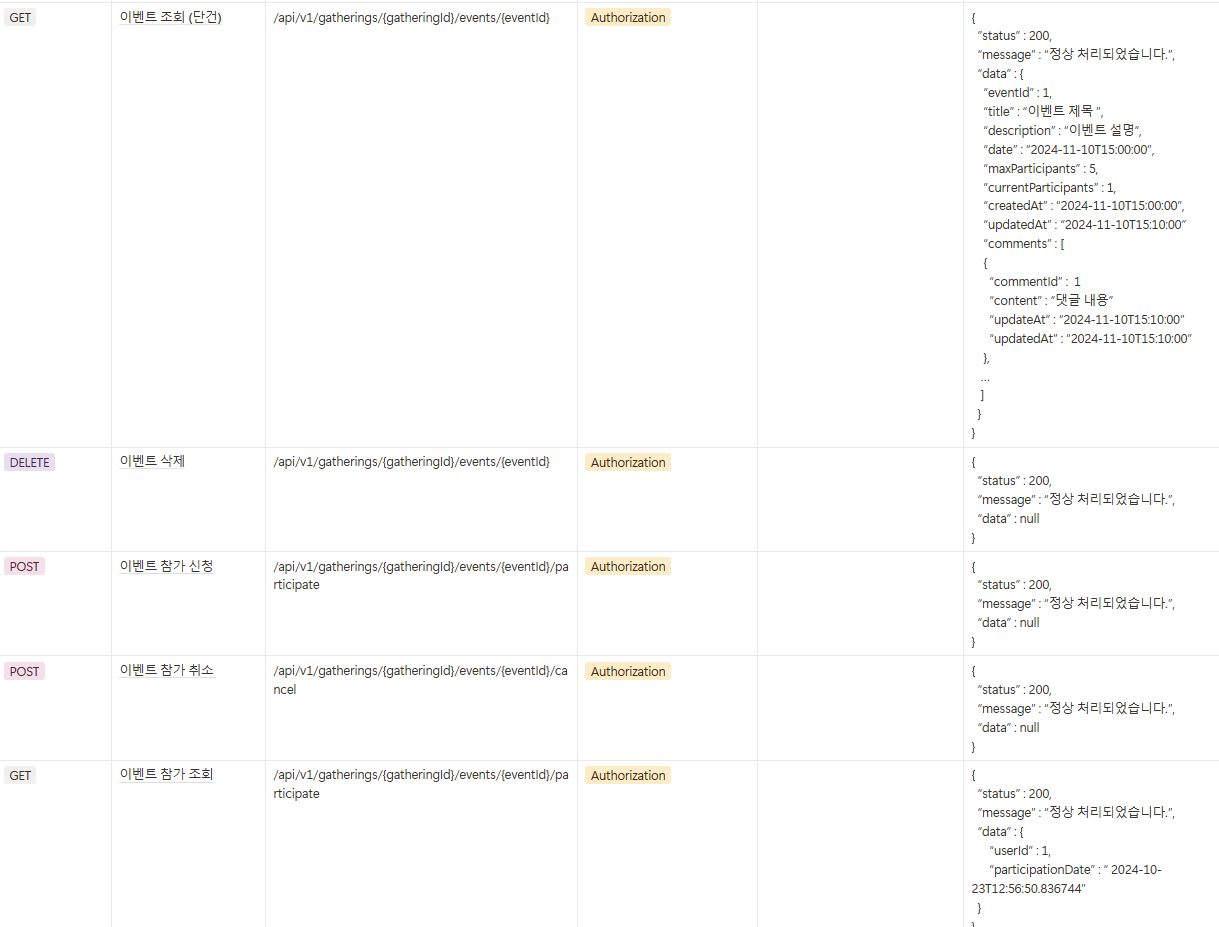 GET
이벤트 조회 (단건)
/api/v1/gatherings/{gatheringId}/events/{eventId}
Authorization
{
“status” : 200,
“message” : “정상 처리되었습니다.”,
“data” : {
“eventId” : 1,
“title” : “이벤트 제목 ”,
“description” : “이벤트 설명”,
“date” : “2024-11-10T15:00:00”,
“maxParticipants” : 5,
“currentParticipants” : 1,
“createdAt” : “2024-11-10T15:00:00”,
“updatedAt” : “2024-11-10T15:10:00”
“comments” : [
{
“commentId” : 1
“content” : “댓글 내용”
“updateAt” : “2024-11-10T15:10:00”
“updatedAt” : “2024-11-10T15:10:00”
},
...
]
}
}
DELETE
이벤트 삭제
/api/v1/gatherings/{gatheringId}/events/{eventId}
Authorization
{
“status” : 200,
“message” : “정상 처리되었습니다.”,
“data” : null
}
POST
이벤트 참가 신청
/api/v1/gatherings/{gatheringId}/events/{eventId}/pa
rticipate
Authorization
{
“status” : 200,
“message” : “정상 처리되었습니다.”,
“data” : null
}
POST
이벤트 참가 취소
/api/v1/gatherings/{gatheringId}/events/{eventId}/ca
ncel
Authorization
{
“status” : 200,
“message” : “정상 처리되었습니다.”,
“data” : null
}
GET
이벤트 참가 조회
/api/v1/gatherings/{gatheringId}/events/{eventId}/pa
rticipate
Authorization
{
“status” : 200,
“message” : “정상 처리되었습니다.”,
“data” : {
“userId” : 1,
“participationDate” : “ 2024-10-
23T12:56:50.836744”
}
}